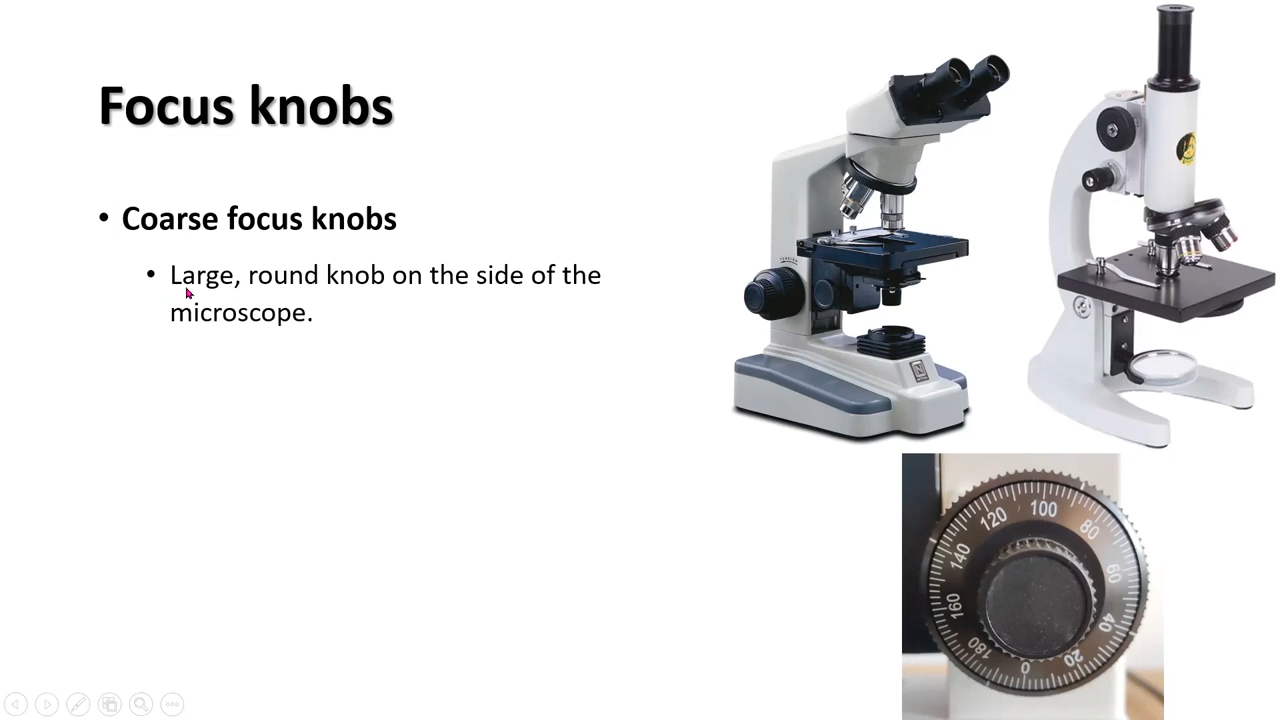 Focus knobs
• Coarse focus knobs
• Large, round knob on the side of the
microscope.
120 100 80
140 60
160 40
180 0 20